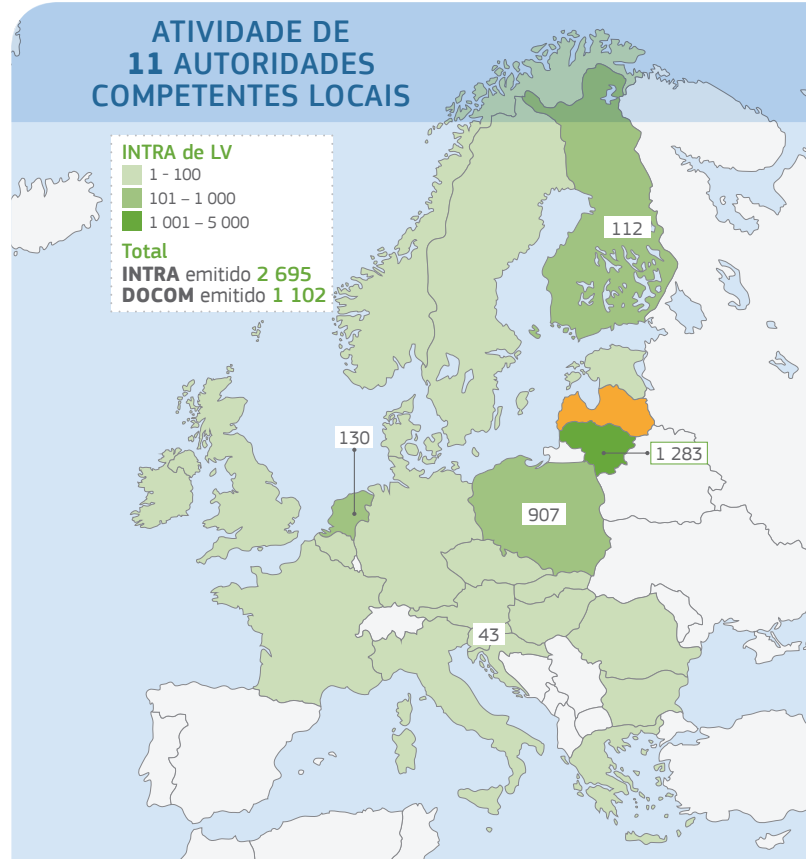 ATIVIDADE DE
11 AUTORIDADES
COMPETENTES LOCAIS
INTRA de LV
1 - 100
101 – 1 000
1 001 – 5 000
Total
INTRA emitido 2 695
DOCOM emitido 1 102
112
130
1 283
907
43